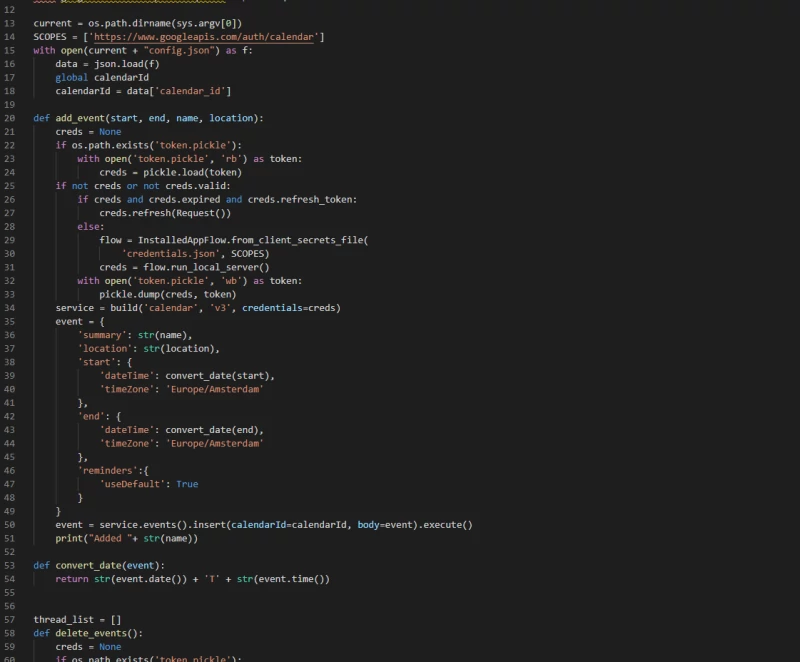 12
13 current = os.path.dirname(sys.argv[0])
14 SCOPES = ['https://www.googleapis.com/auth/calendar']
15 with open(current + "config.json") as f:
16     data = json.load(f)
17     global calendarId
18     calendarId = data['calendar_id']
19
20 def add_event(start, end, name, location):
21     creds = None
22     if os.path.exists('token.pickle'):
23         with open('token.pickle', 'rb') as token:
24             creds = pickle.load(token)
25     if not creds or not creds.valid:
26         if creds and creds.expired and creds.refresh_token:
27             creds.refresh(Request())
28         else:
29             flow = InstalledAppFlow.from_client_secrets_file(
30                 'credentials.json', SCOPES)
31             creds = flow.run_local_server()
32         with open('token.pickle', 'wb') as token:
33             pickle.dump(creds, token)
34     service = build('calendar', 'v3', credentials=creds)
35     event = {
36         'summary': str(name),
37         'location': str(location),
38         'start': {
39             'dateTime': convert_date(start),
40             'timeZone': 'Europe/Amsterdam'
41         },
42         'end': {
43             'dateTime': convert_date(end),
44             'timeZone': 'Europe/Amsterdam'
45         },
46         'reminders':{
47             'useDefault': True
48         }
49     }
50     event = service.events().insert(calendarId=calendarId, body=event).execute()
51     print("Added "+ str(name))
52
53 def convert_date(event):
54     return str(event.date()) + 'T' + str(event.time())
55
56
57 thread_list = []
58 def delete_events():
59     creds = None
60     if os.path.exists('token.pickle'):